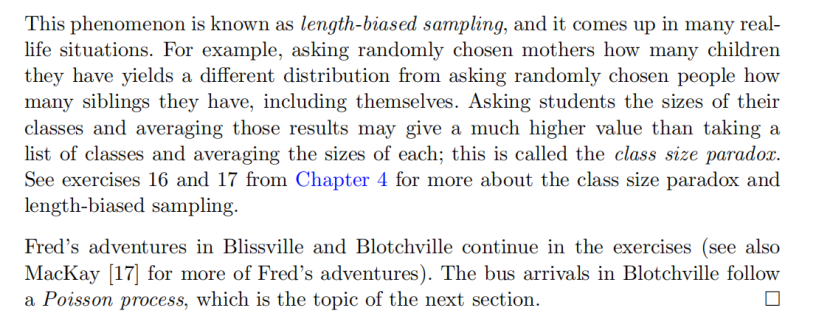 This phenomenon is known as length-biased sampling, and it comes up in many real-
life situations. For example, asking randomly chosen mothers how many children
they have yields a different distribution from asking randomly chosen people how
many siblings they have, including themselves. Asking students the sizes of their
classes and averaging those results may give a much higher value than taking a
list of classes and averaging the sizes of each; this is called the class size paradox.
See exercises 16 and 17 from Chapter 4 for more about the class size paradox and
length-biased sampling.
Fred's adventures in Blissville and Blotchville continue in the exercises (see also
MacKay [17] for more of Fred's adventures). The bus arrivals in Blotchville follow
a Poisson process, which is the topic of the next section. □